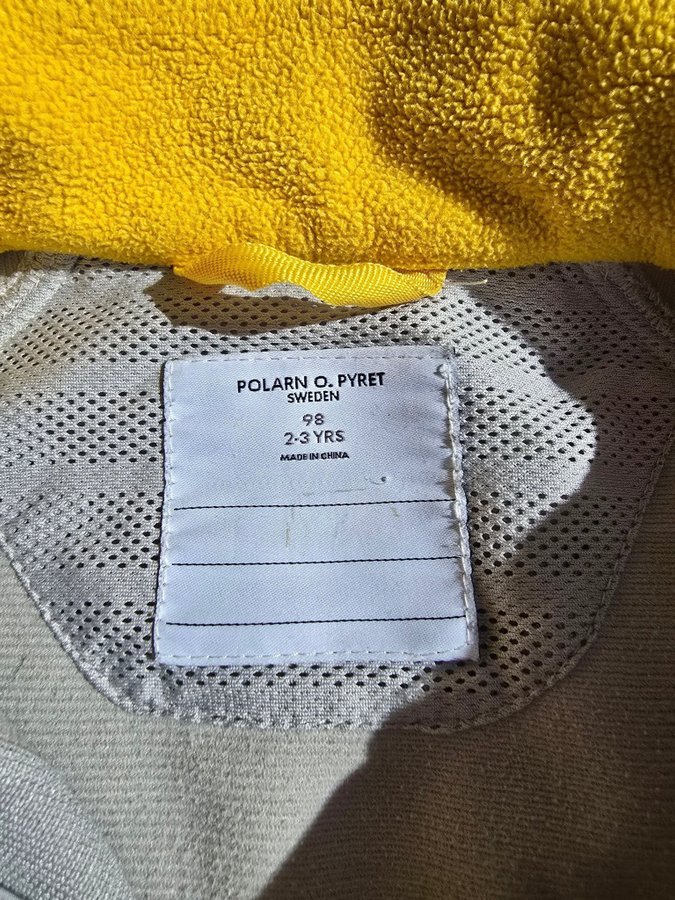 POLARN O. PYRET
SWEDEN
98
2-3 YRS
MADE IN CHINA